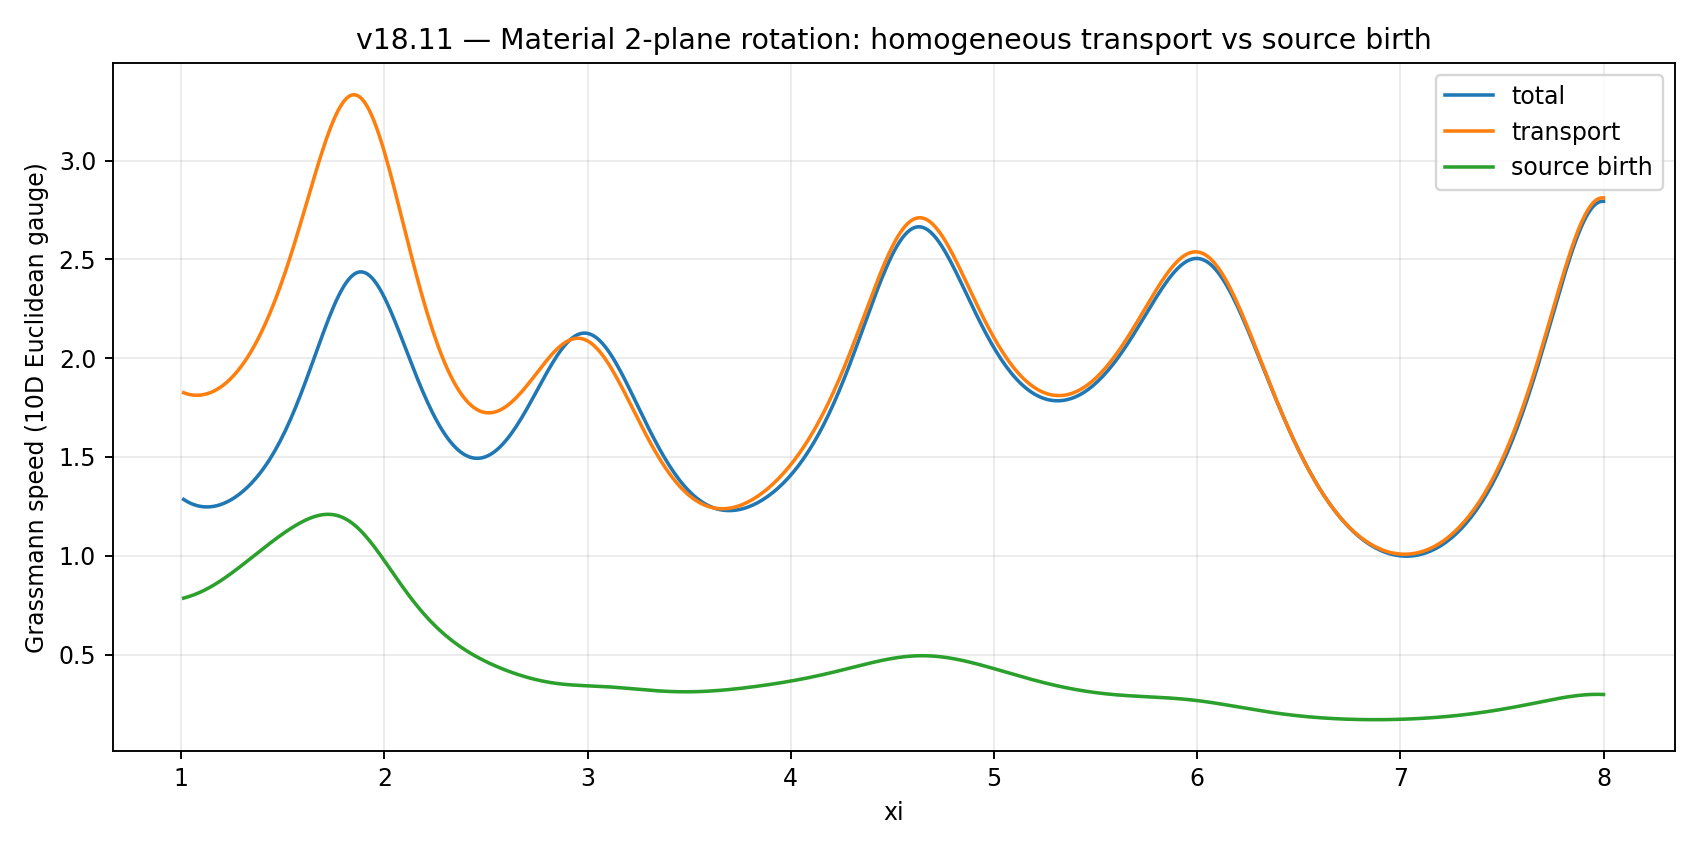 v18.11 — Material 2-plane rotation: homogeneous transport vs source birth
total
transport
source birth
Grassmann speed (10D Euclidean gauge)
3.0
2.5
2.0
1.5
1.0
0.5
1 2 3 4 5 6 7 8
xi